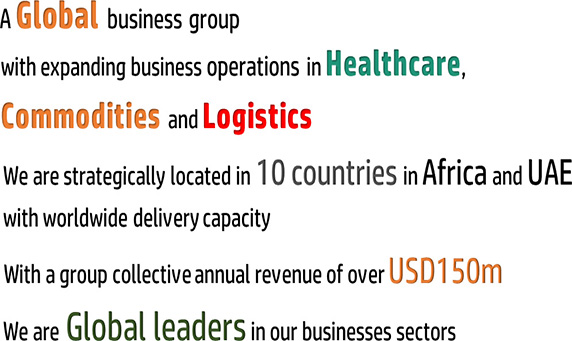 A Global business group
with expanding business operations in Healthcare,
Commodities and Logistics
We are strategically located in 10 countries in Africa and UAE
with worldwide delivery capacity
With a group collective annual revenue of over USD150m
We are Global leaders in our businesses sectors